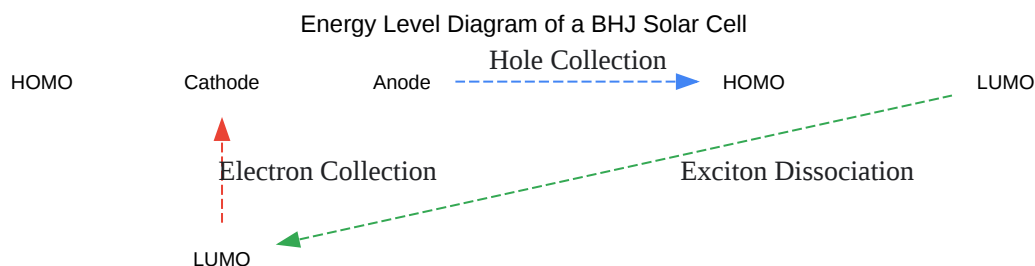 Energy Level Diagram of a BHJ Solar Cell
Hole Collection
HOMO Cathode Anode HOMO LUMO
Electron Collection Exciton Dissociation
LUMO